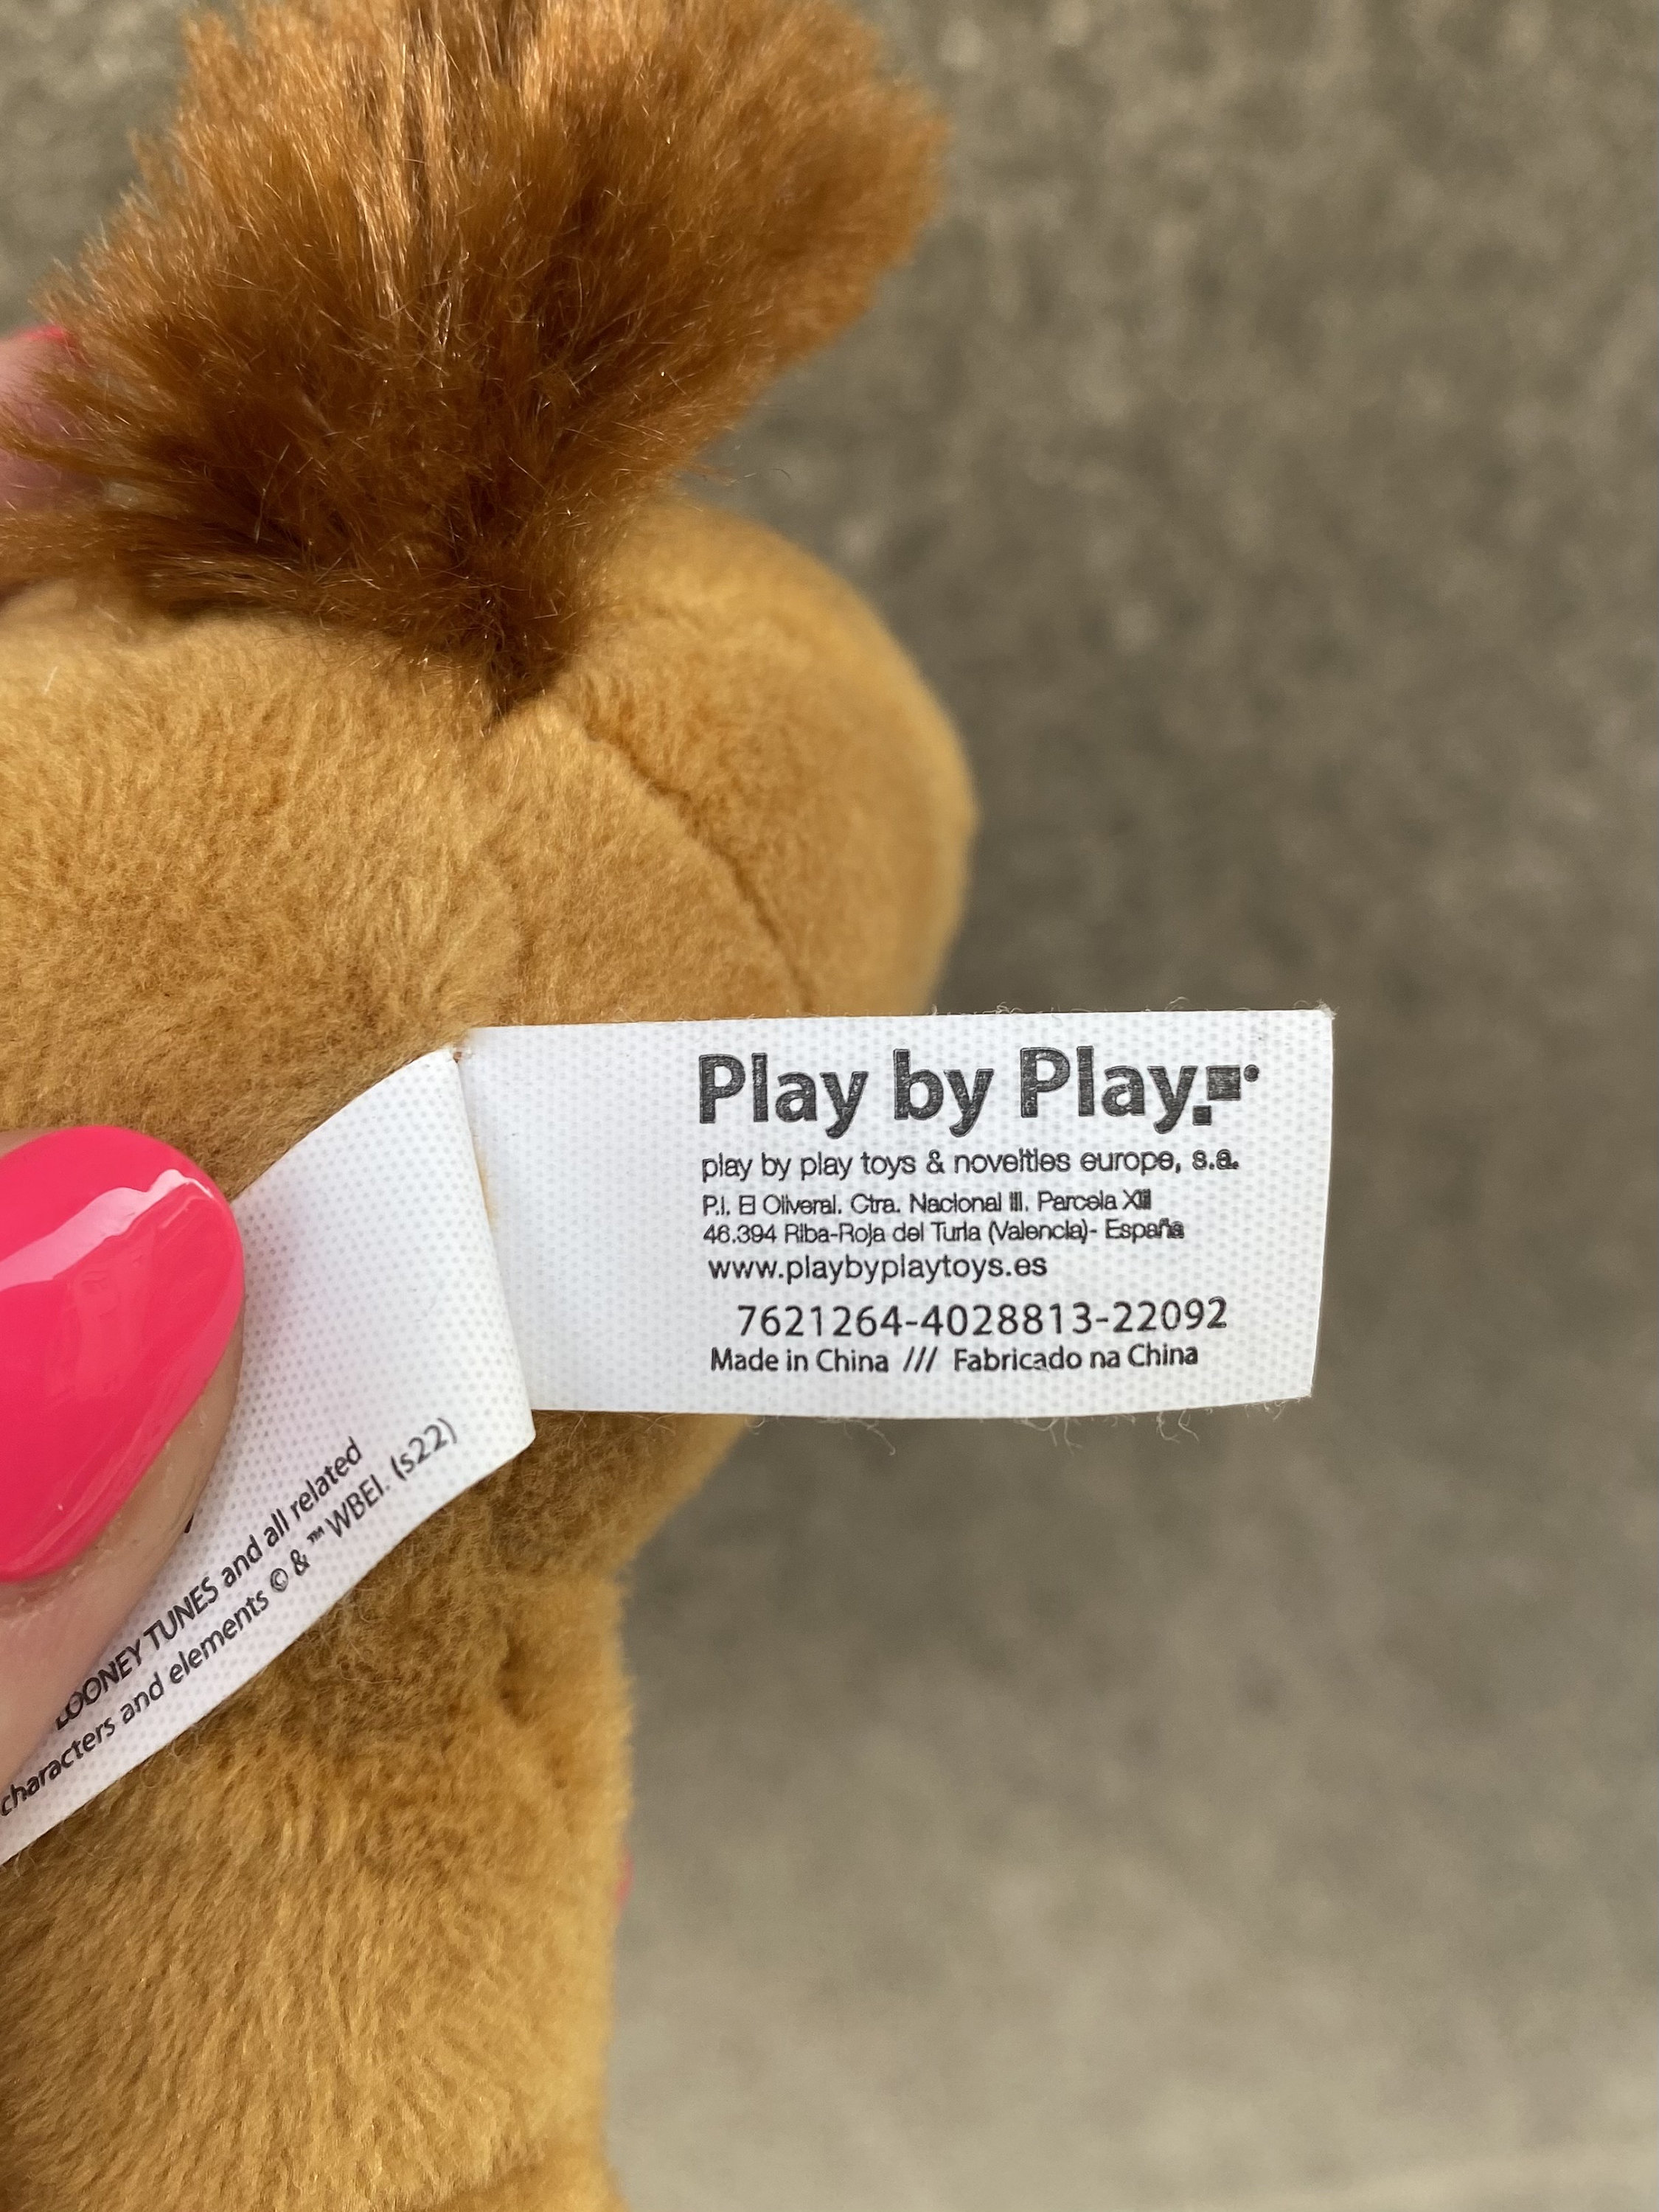 Play by Play
play by play toys & novelties europe, s.a.
P.I. El Oliveral. Ctra. Nacional III. Parcela XIII
46.394 Riba-Roja del Turia (Valencia)- España
www.playbyplaytoys.es
7621264-4028813-22092
Made in China /// Fabricado na China
LOONEY TUNES and all related
characters and elements © & ™ WBEI. (s22)